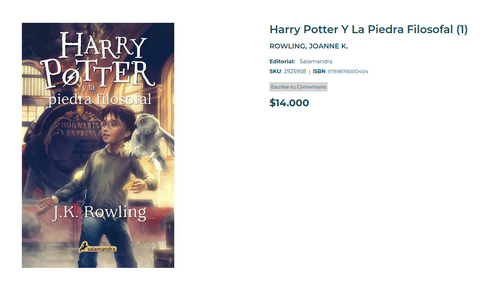 HARRY
POTTER
y la
piedra filosofal
HOGWARTS
EXPRESS
J.K. Rowling
salamandra
Harry Potter Y La Piedra Filosofal (1)
ROWLING, JOANNE K.
Editorial: Salamandra
SKU: 2925958 | ISBN: 9789878000404
Escribe tu Comentario
$14.000